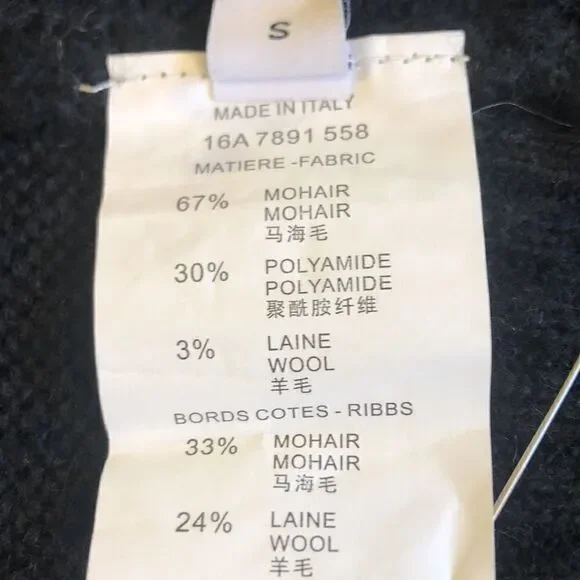 S
MADE IN ITALY
16A 7891 558
MATIERE -FABRIC
67% MOHAIR
MOHAIR
马海毛
30% POLYAMIDE
POLYAMIDE
聚酰胺纤维
3% LAINE
WOOL
羊毛
BORDS COTES - RIBBS
33% MOHAIR
MOHAIR
马海毛
24% LAINE
WOOL
羊毛